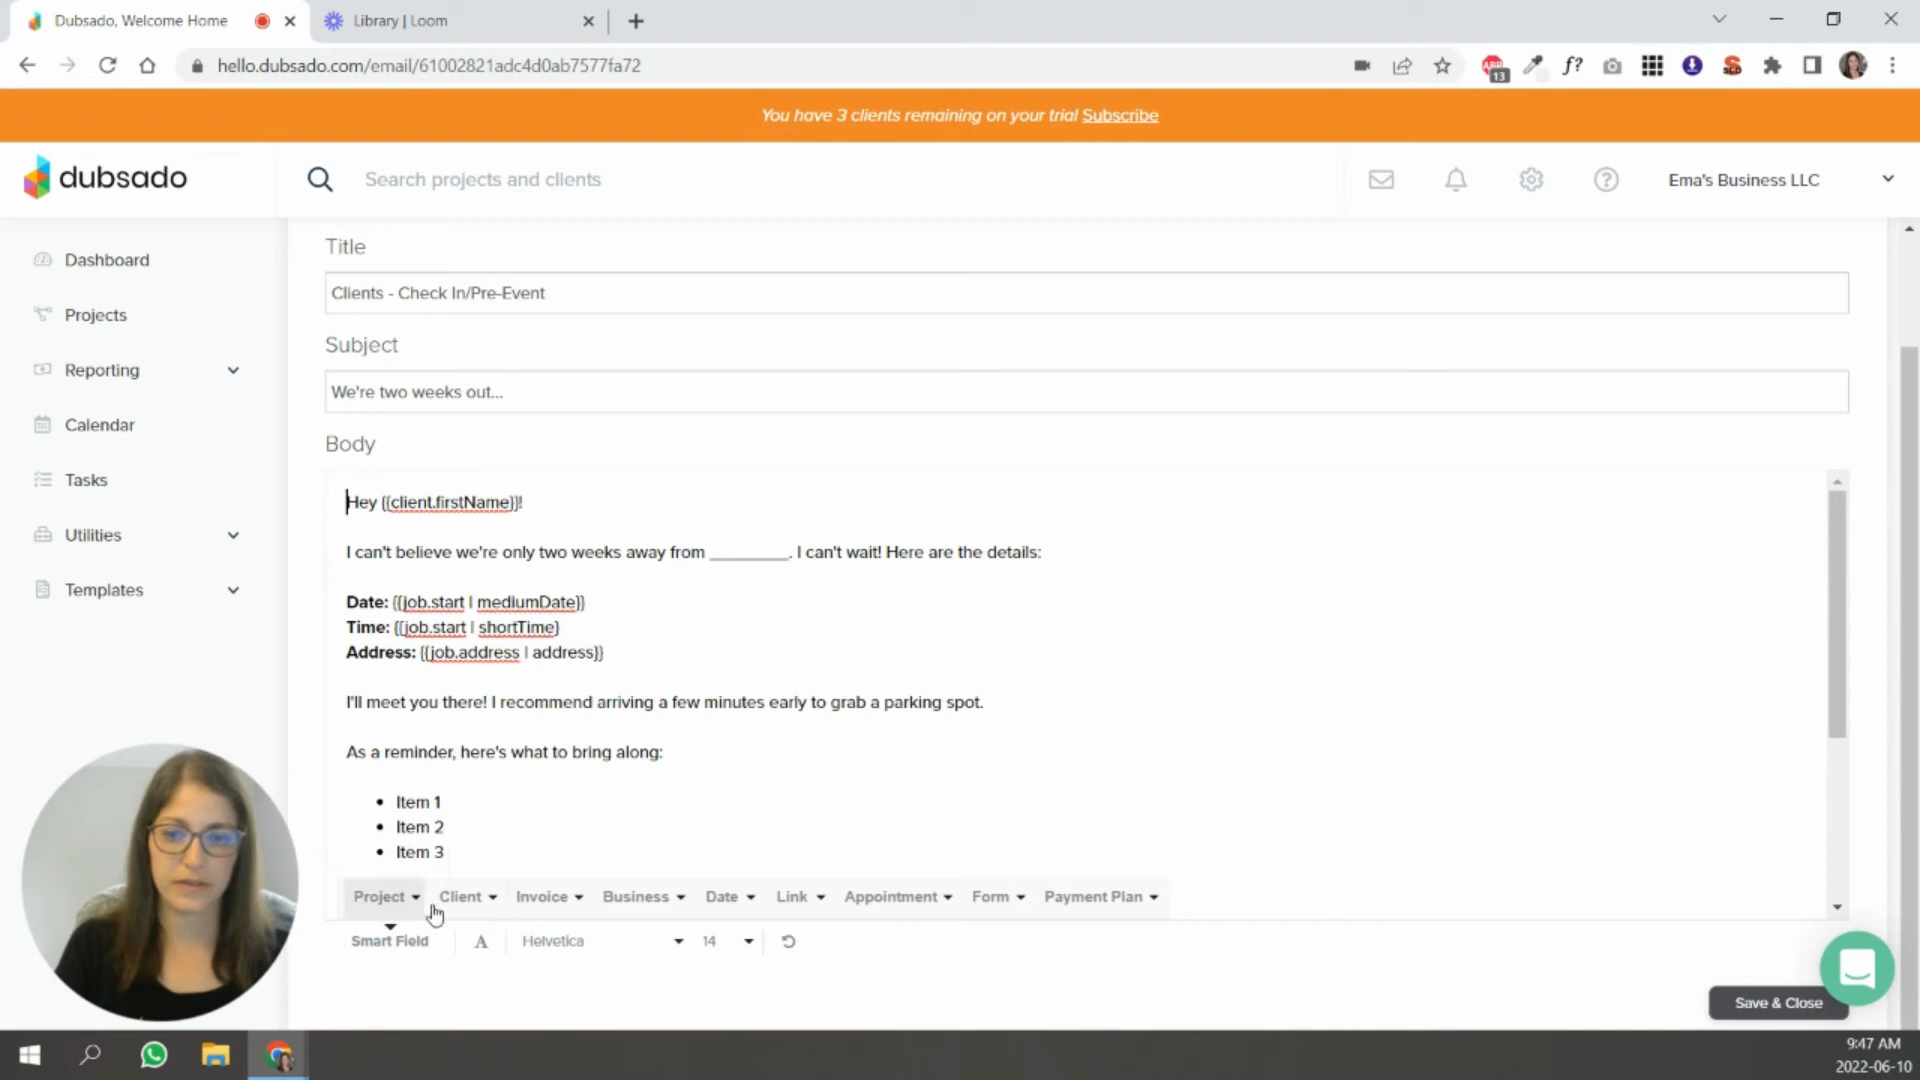 Dubsado, Welcome Home
Library | Loom
hello.dubsado.com/email/61002821adc4d0ab7577fa72
ABP
13
f?
SEO
You have 3 clients remaining on your trial Subscribe
dubsado
Search projects and clients
Ema's Business LLC
Dashboard
Projects
Reporting
Calendar
Tasks
Utilities
Templates
Title
Clients - Check In/Pre-Event
Subject
We're two weeks out...
Body
Hey {{client.firstName}}!
I can't believe we're only two weeks away from __________. I can't wait! Here are the details:
Date: {{job.start | mediumDate}}
Time: {{job.start | shortTime}
Address: {{job.address | address}}
I'll meet you there! I recommend arriving a few minutes early to grab a parking spot.
As a reminder, here's what to bring along:
• Item 1
• Item 2
• Item 3
Project Client Invoice Business Date Link Appointment Form Payment Plan
Smart Field A Helvetica 14
Save & Close
9:47 AM
2022-06-10